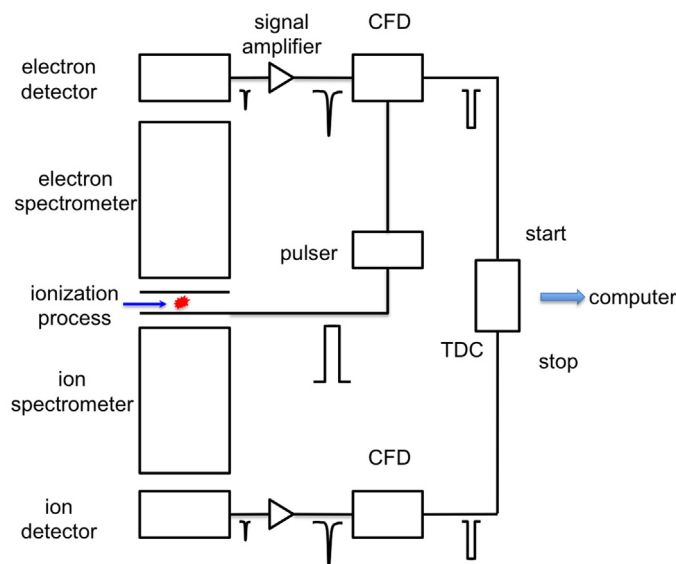 signal
amplifier
CFD
electron
detector
electron
spectrometer
pulser
start
ionization
process
computer
TDC
stop
ion
spectrometer
CFD
ion
detector